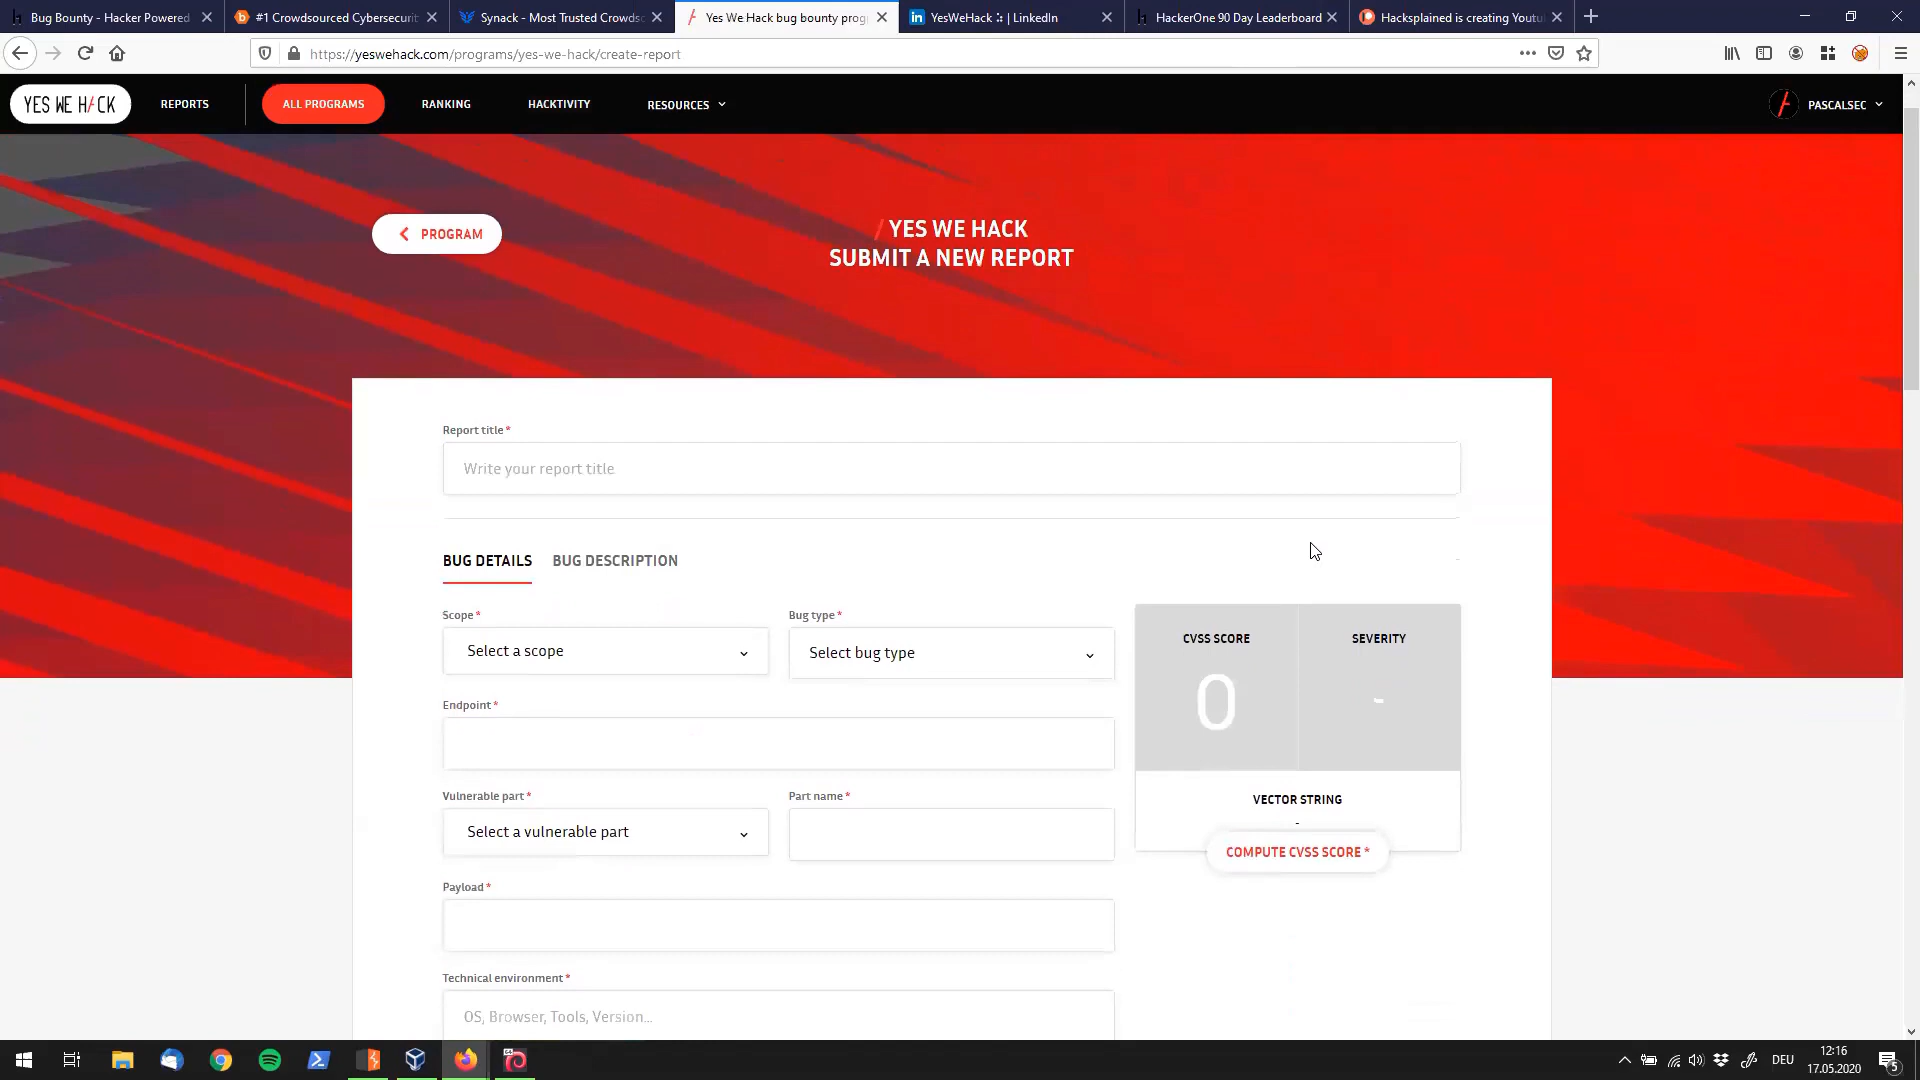 Bug Bounty - Hacker Powered
#1 Crowdsourced Cybersecurit
Synack - Most Trusted Crowds
Yes We Hack bug bounty prog
YesWeHack | LinkedIn
HackerOne 90 Day Leaderboard
Hacksplained is creating Youtu
https://yeswehack.com/programs/yes-we-hack/create-report
YES WE H/CK
REPORTS
ALL PROGRAMS
RANKING
HACKTIVITY
RESOURCES
PASCALSEC
PROGRAM
/ YES WE HACK
SUBMIT A NEW REPORT
Report title *
Write your report title
BUG DETAILS
BUG DESCRIPTION
Scope *
Bug type *
Select a scope
Select bug type
CVSS SCORE
SEVERITY
0
-
Endpoint *
Vulnerable part *
Part name *
VECTOR STRING
-
Select a vulnerable part
COMPUTE CVSS SCORE *
Payload *
Technical environment *
OS, Browser, Tools, Version...
DEU
12:16
17.05.2020
5